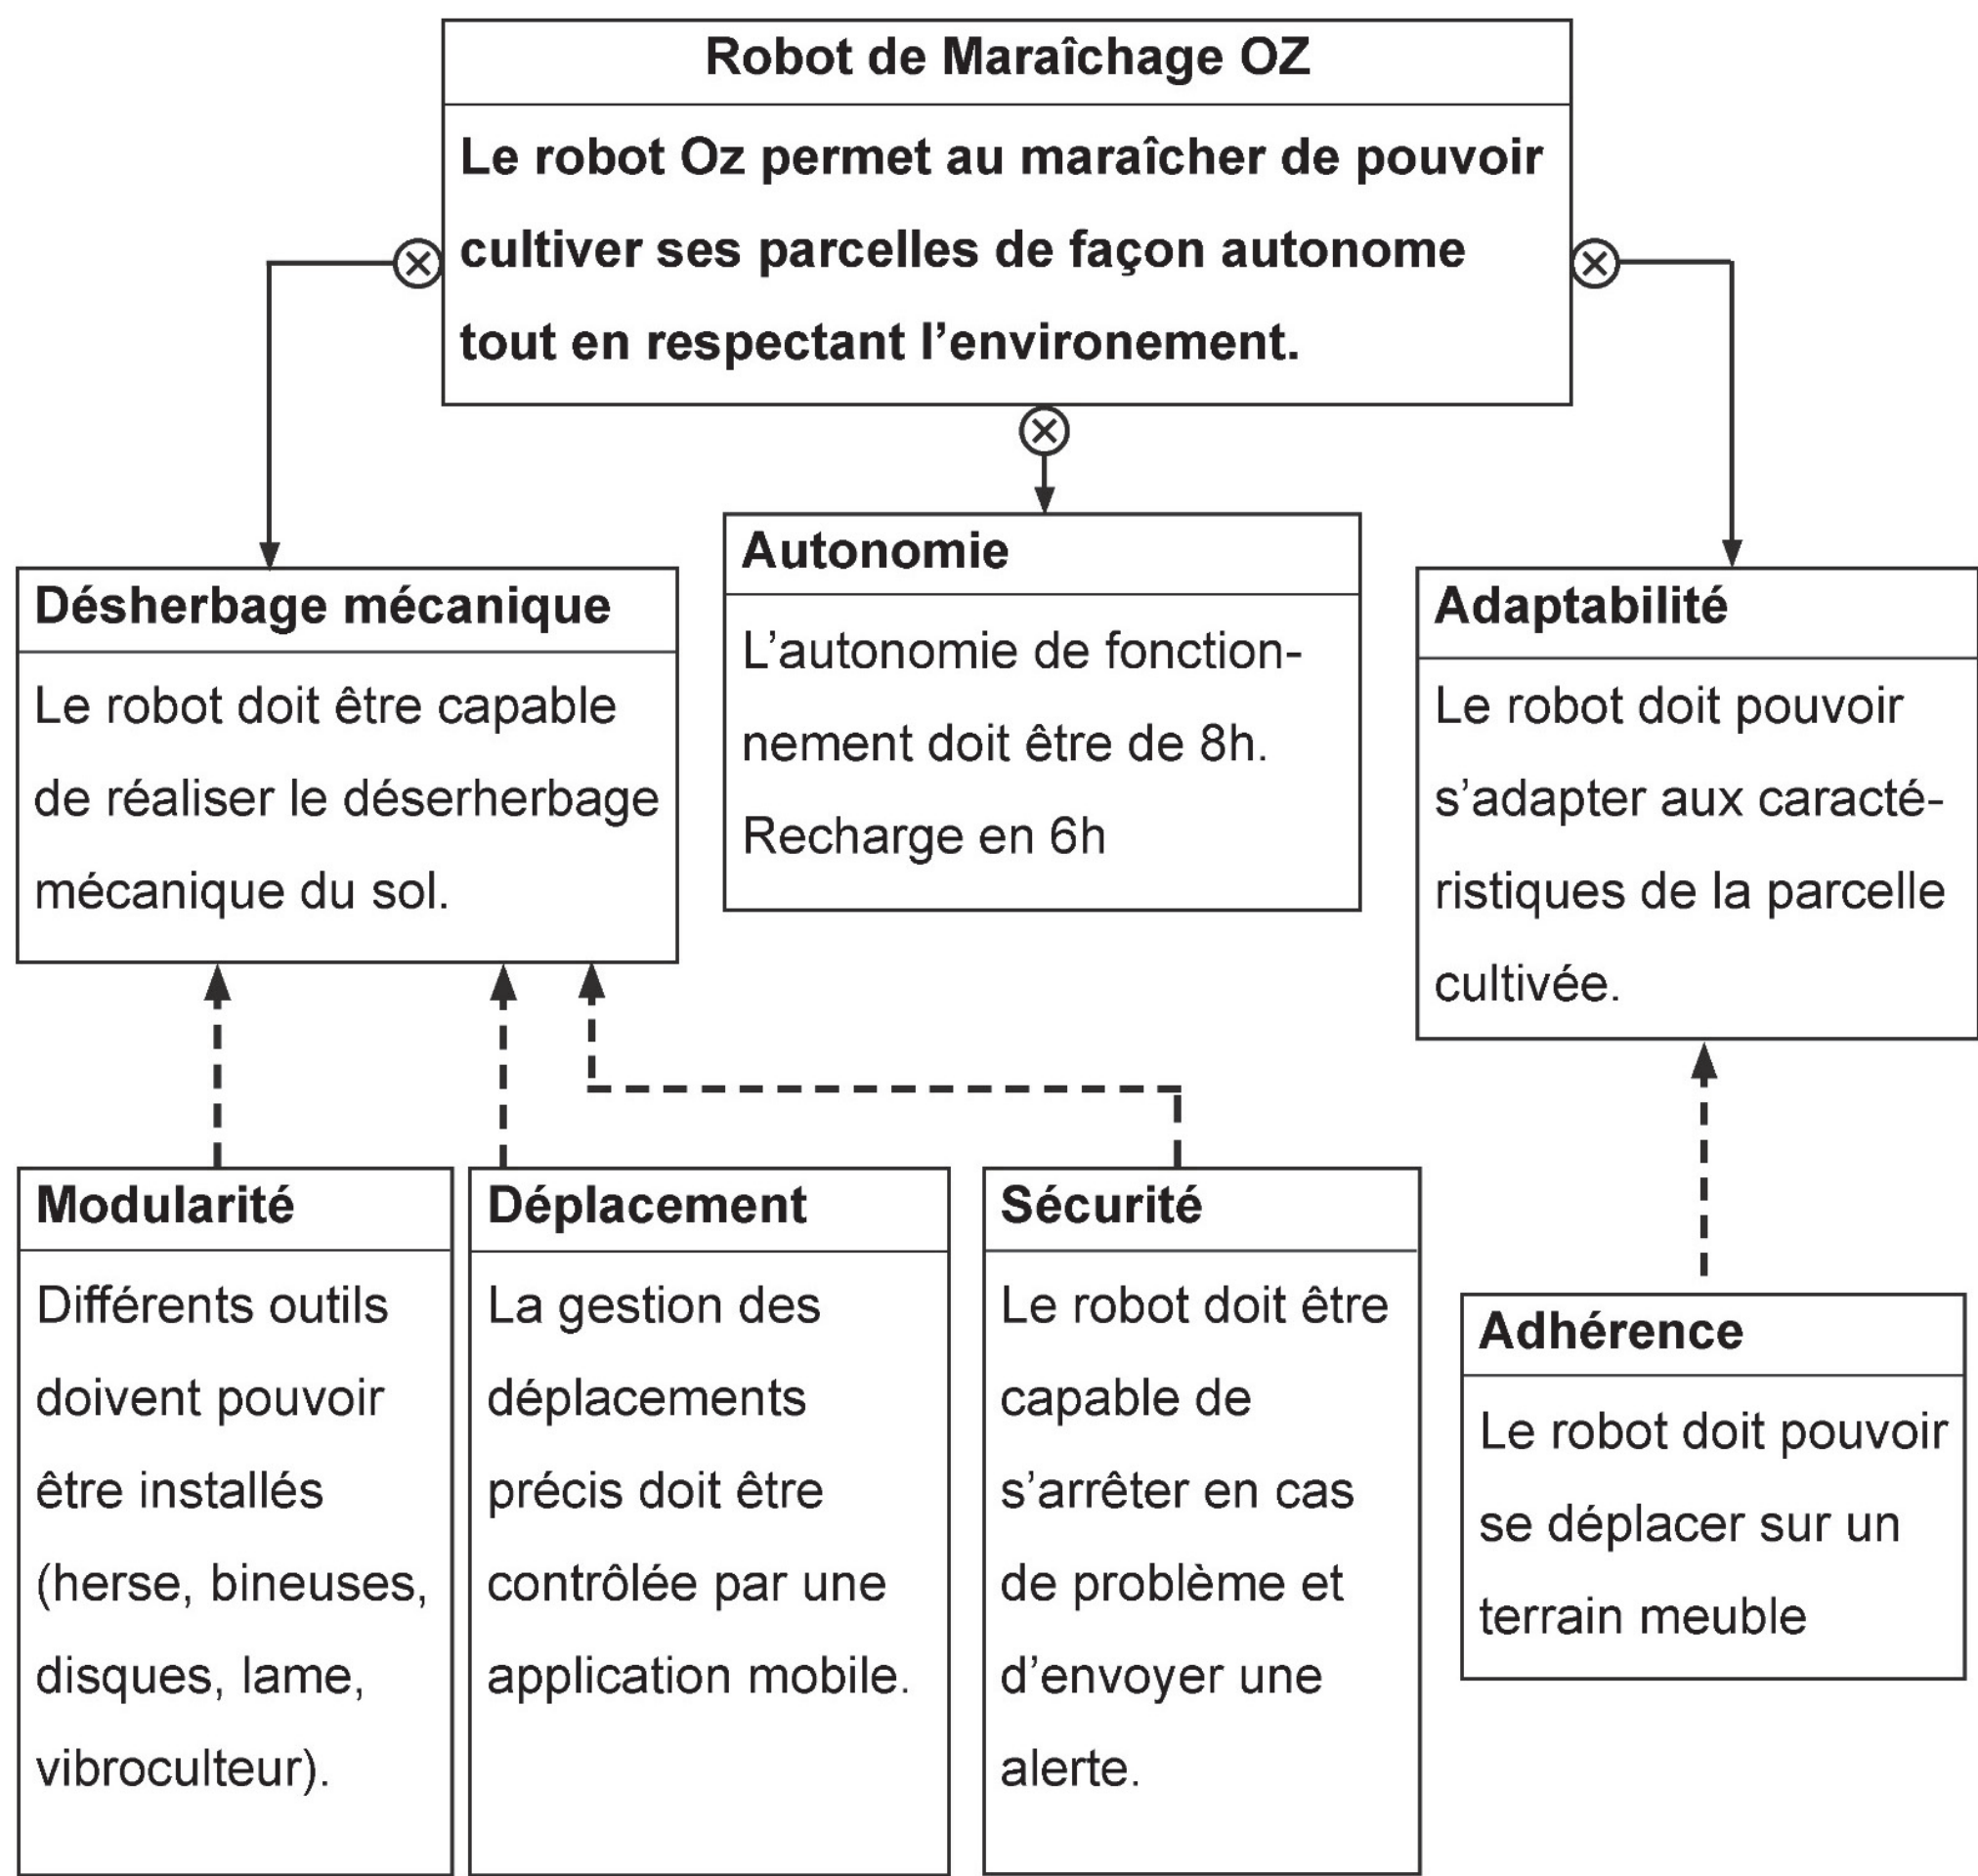 Robot de Maraîchage OZ
Le robot Oz permet au maraîcher de pouvoir
cultiver ses parcelles de façon autonome
tout en respectant l'environement.
Désherbage mécanique
Le robot doit être capable
de réaliser le déserherbage
mécanique du sol.
Autonomie
L'autonomie de fonction-
nement doit être de 8h.
Recharge en 6h
Adaptabilité
Le robot doit pouvoir
s'adapter aux caracté-
ristiques de la parcelle
cultivée.
Modularité
Différents outils
doivent pouvoir
être installés
(herse, bineuses,
disques, lame,
vibroculteur).
Déplacement
La gestion des
déplacements
précis doit être
contrôlée par une
application mobile.
Sécurité
Le robot doit être
capable de
s'arrêter en cas
de problème et
d'envoyer une
alerte.
Adhérence
Le robot doit pouvoir
se déplacer sur un
terrain meuble